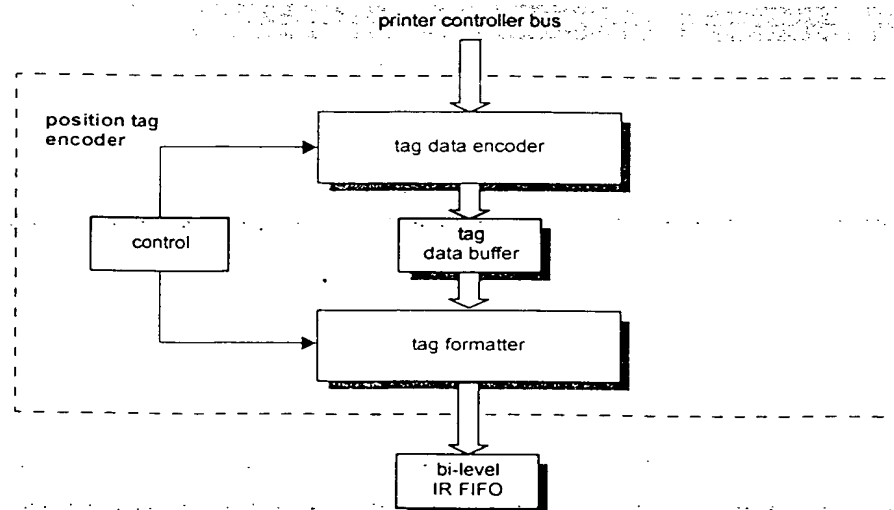 printer controller bus
position tag
encoder
tag data encoder
control
tag
data buffer
tag formatter
bi-level
IR FIFO